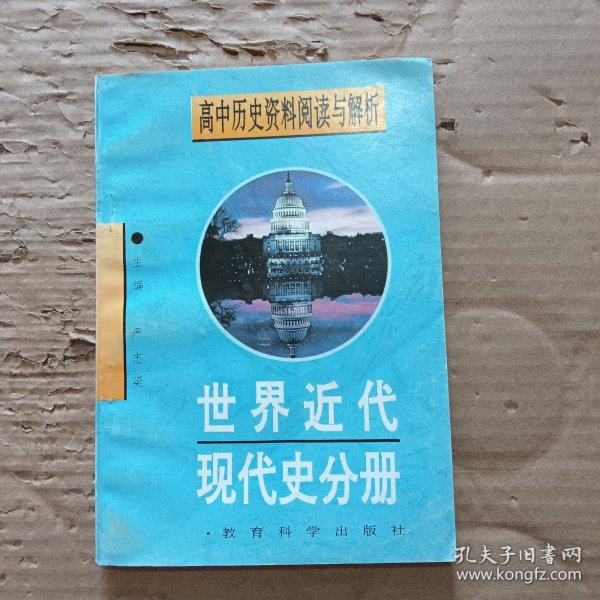 高中历史资料阅读与解析
主编 严志梁
世界近代
现代史分册
·教育科学出版社
孔夫子旧书网
www.kongfz.com